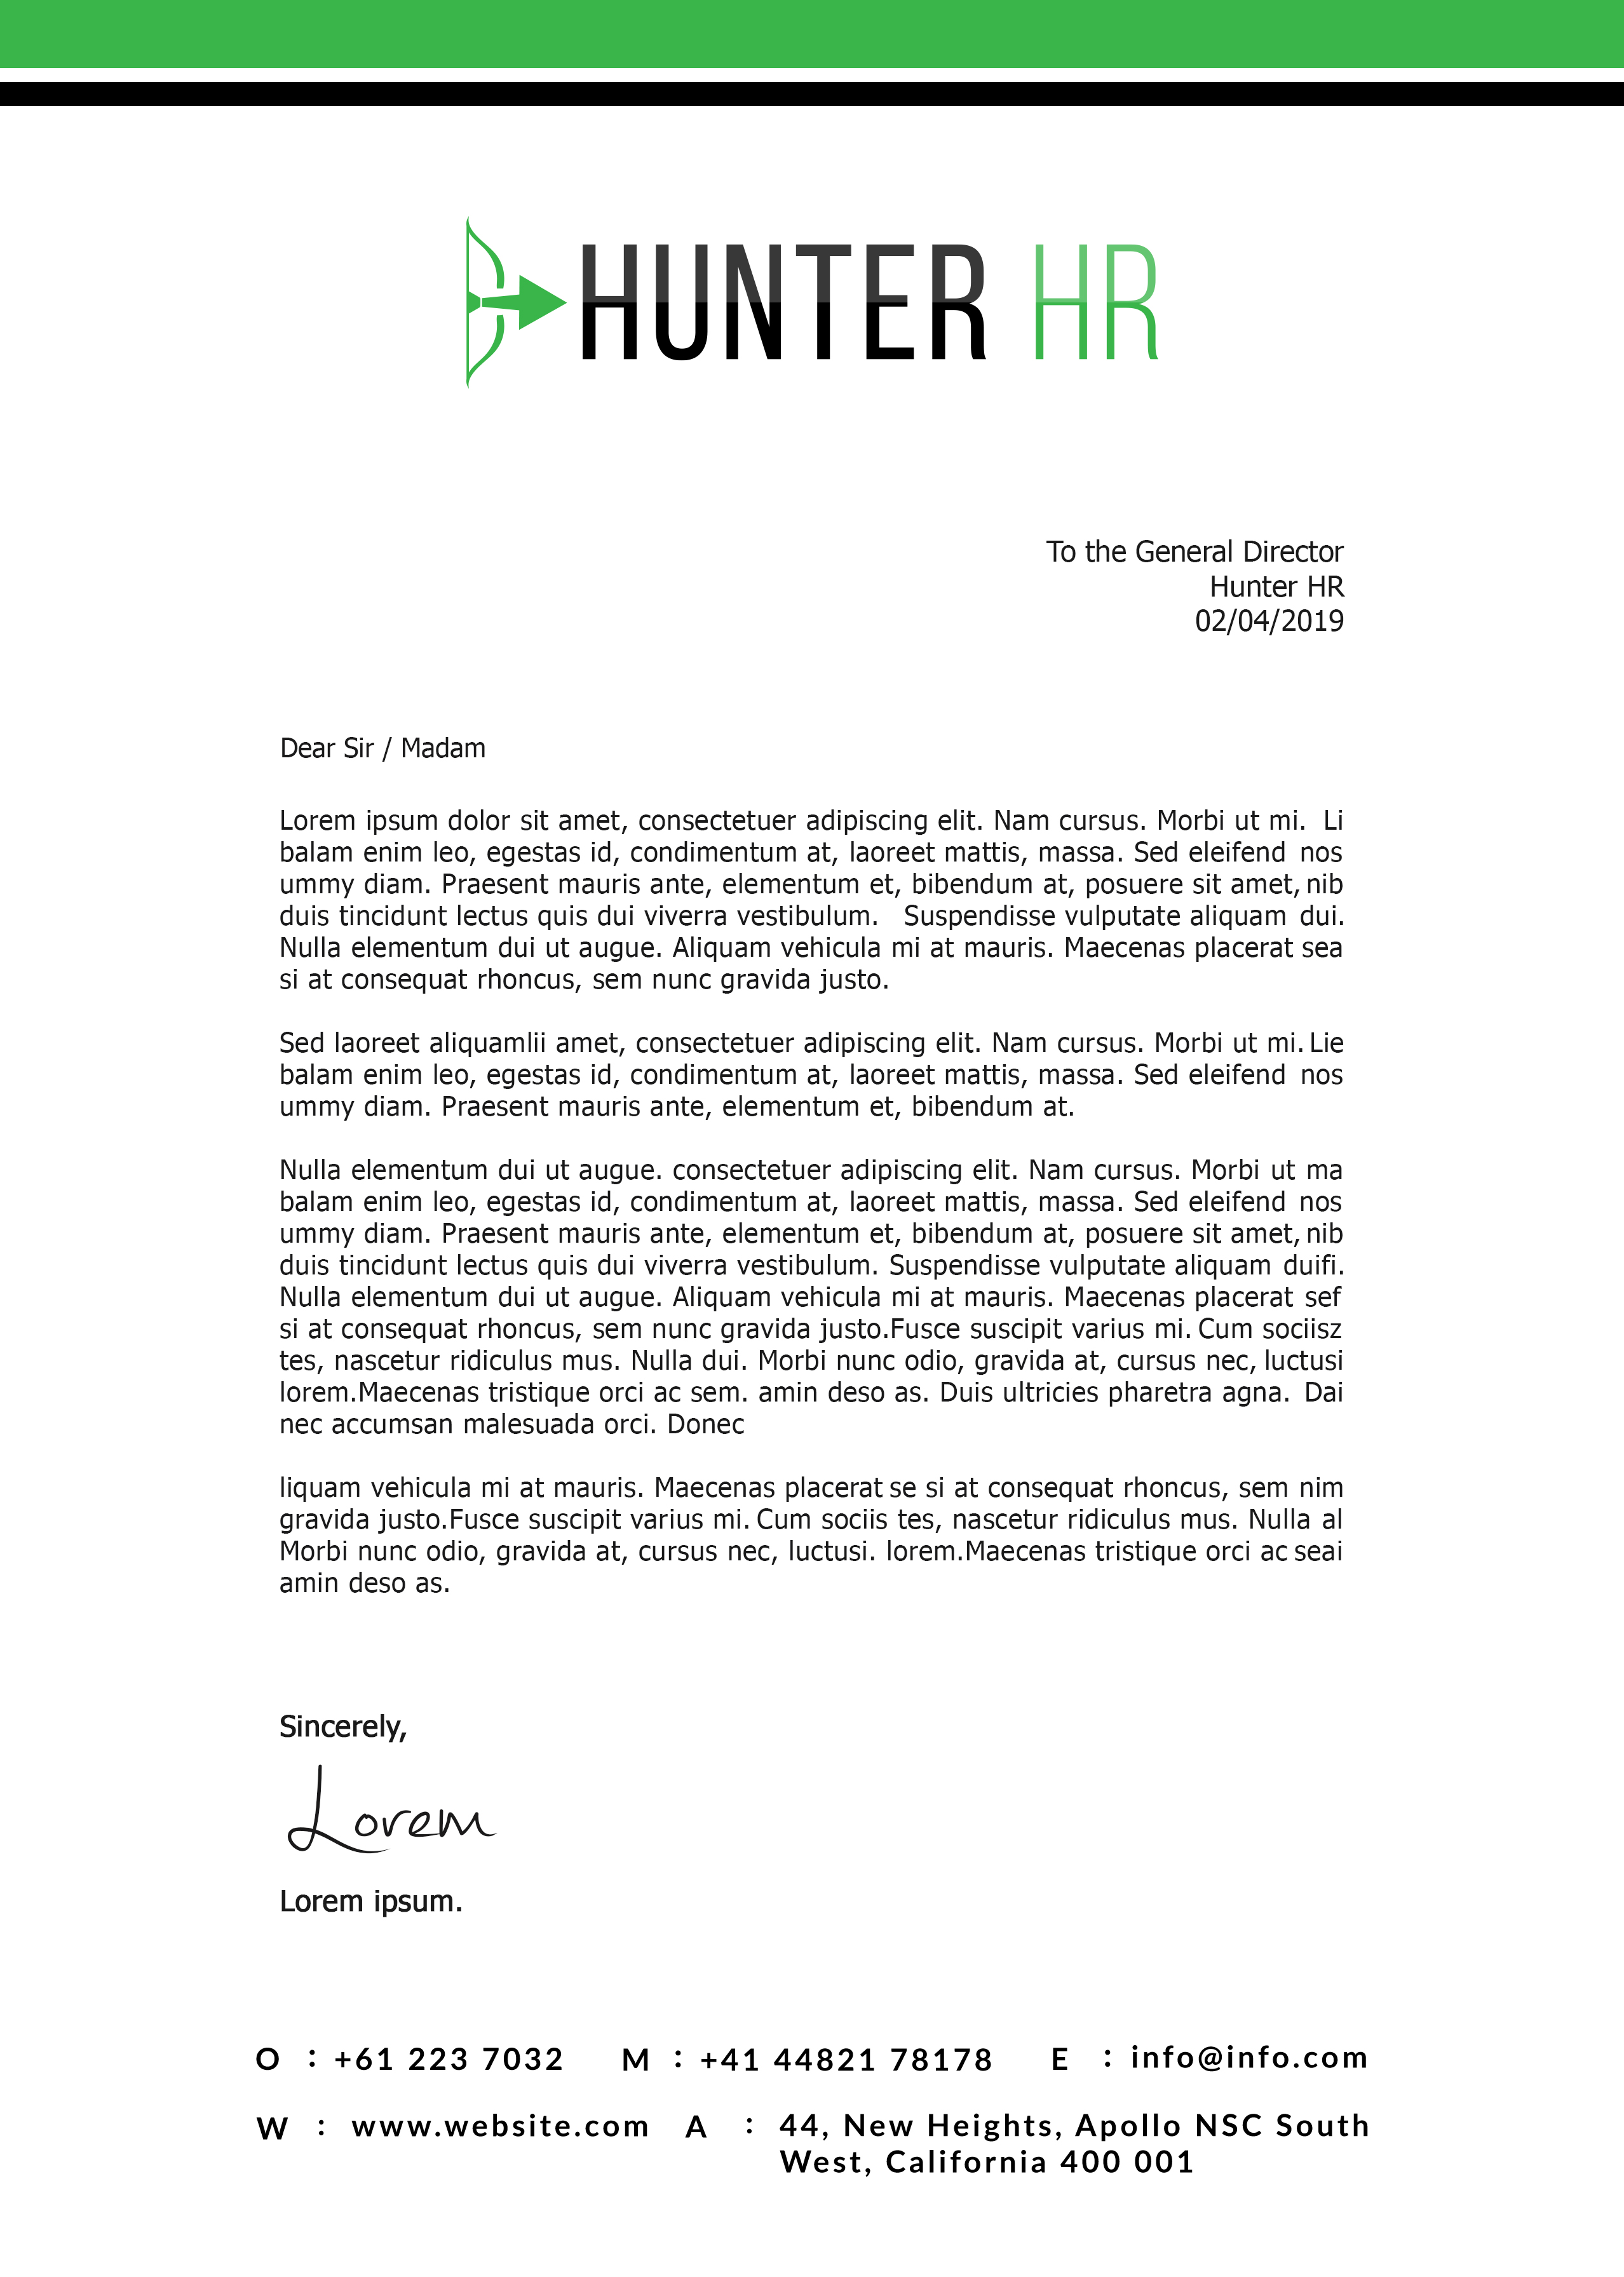 HUNTER HR
To the General Director
Hunter HR
02/04/2019
Dear Sir / Madam
Lorem ipsum dolor sit amet, consectetuer adipiscing elit. Nam cursus. Morbi ut mi. Li
balam enim leo, egestas id, condimentum at, laoreet mattis, massa. Sed eleifend nos
ummy diam. Praesent mauris ante, elementum et, bibendum at, posuere sit amet, nib
duis tincidunt lectus quis dui viverra vestibulum. Suspendisse vulputate aliquam dui.
Nulla elementum dui ut augue. Aliquam vehicula mi at mauris. Maecenas placerat sea
si at consequat rhoncus, sem nunc gravida justo.
Sed laoreet aliquamlii amet, consectetuer adipiscing elit. Nam cursus. Morbi ut mi. Lie
balam enim leo, egestas id, condimentum at, laoreet mattis, massa. Sed eleifend nos
ummy diam. Praesent mauris ante, elementum et, bibendum at.
Nulla elementum dui ut augue. consectetuer adipiscing elit. Nam cursus. Morbi ut ma
balam enim leo, egestas id, condimentum at, laoreet mattis, massa. Sed eleifend nos
ummy diam. Praesent mauris ante, elementum et, bibendum at, posuere sit amet, nib
duis tincidunt lectus quis dui viverra vestibulum. Suspendisse vulputate aliquam duifi.
Nulla elementum dui ut augue. Aliquam vehicula mi at mauris. Maecenas placerat sef
si at consequat rhoncus, sem nunc gravida justo.Fusce suscipit varius mi. Cum sociisz
tes, nascetur ridiculus mus. Nulla dui. Morbi nunc odio, gravida at, cursus nec, luctusi
lorem.Maecenas tristique orci ac sem. amin deso as. Duis ultricies pharetra agna. Dai
nec accumsan malesuada orci. Donec
liquam vehicula mi at mauris. Maecenas placerat se si at consequat rhoncus, sem nim
gravida justo.Fusce suscipit varius mi. Cum sociis tes, nascetur ridiculus mus. Nulla al
Morbi nunc odio, gravida at, cursus nec, luctusi. lorem.Maecenas tristique orci ac seai
amin deso as.
Sincerely,
Lorem
Lorem ipsum.
O : +61 223 7032 M : +41 44821 78178 E : info@info.com
W : www.website.com A : 44, New Heights, Apollo NSC South
West, California 400 001